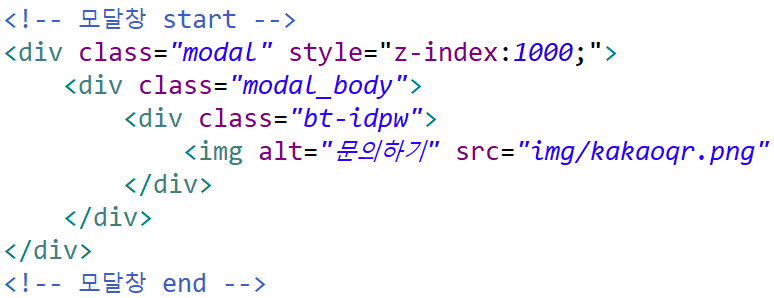 <!-- 모달창 start -->
<div class="modal" style="z-index:1000;">
    <div class="modal_body">
        <div class="bt-idpw">
            <img alt="문의하기" src="img/kakaoqr.png"
        </div>
    </div>
</div>
<!-- 모달창 end -->